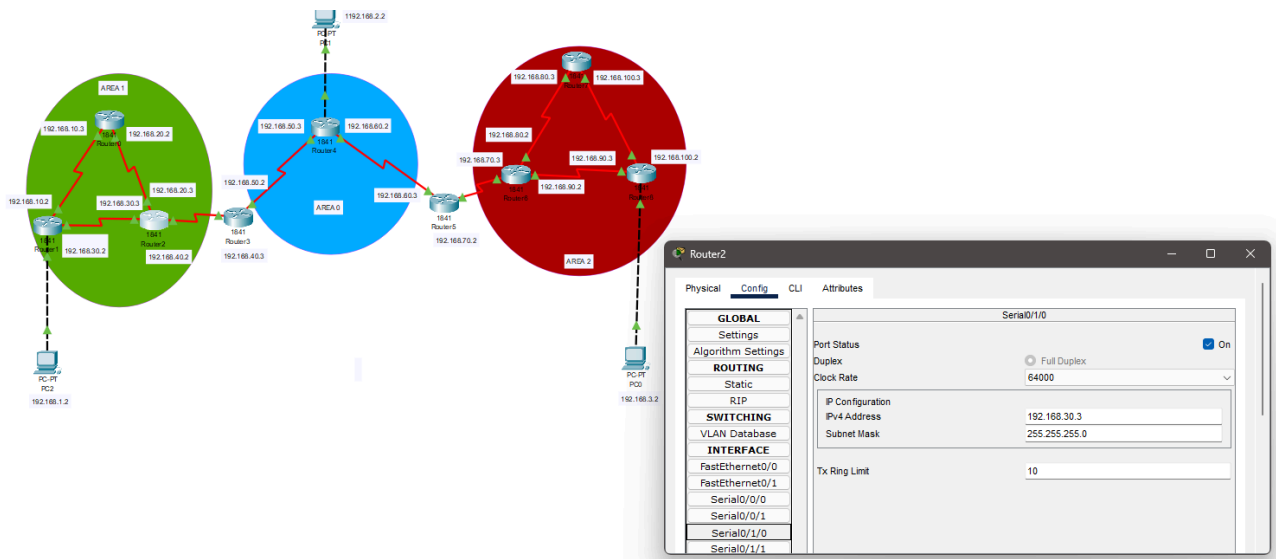 1192.168.2.2
PC-PT
PC1
AREA 1
192.168.80.3
192.168.100.3
Router7
192.168.10.3
192.168.20.2
1841
Router0
192.168.50.3
192.168.60.2
1841
Router4
192.168.80.2
192.168.70.3
192.168.90.3
192.168.100.2
1841
192.168.90.2
1841
192.168.50.2
192.168.20.3
192.168.10.2
192.168.30.3
192.168.60.3
AREA 0
1841
Router1
192.168.30.2
1841
Router2
192.168.40.2
1841
Router3
192.168.40.3
1841
Router5
192.168.70.2
AREA 2
PC-PT
PC2
192.168.1.2
PC-PT
PC0
192.168.3.2
Router2
Physical
Config
CLI
Attributes
GLOBAL
Settings
Algorithm Settings
ROUTING
Static
RIP
SWITCHING
VLAN Database
INTERFACE
FastEthernet0/0
FastEthernet0/1
Serial0/0/0
Serial0/0/1
Serial0/1/0
Serial0/1/1
Serial0/1/0
Port Status
On
Duplex
Full Duplex
Clock Rate
64000
IP Configuration
IPv4 Address
192.168.30.3
Subnet Mask
255.255.255.0
Tx Ring Limit
10